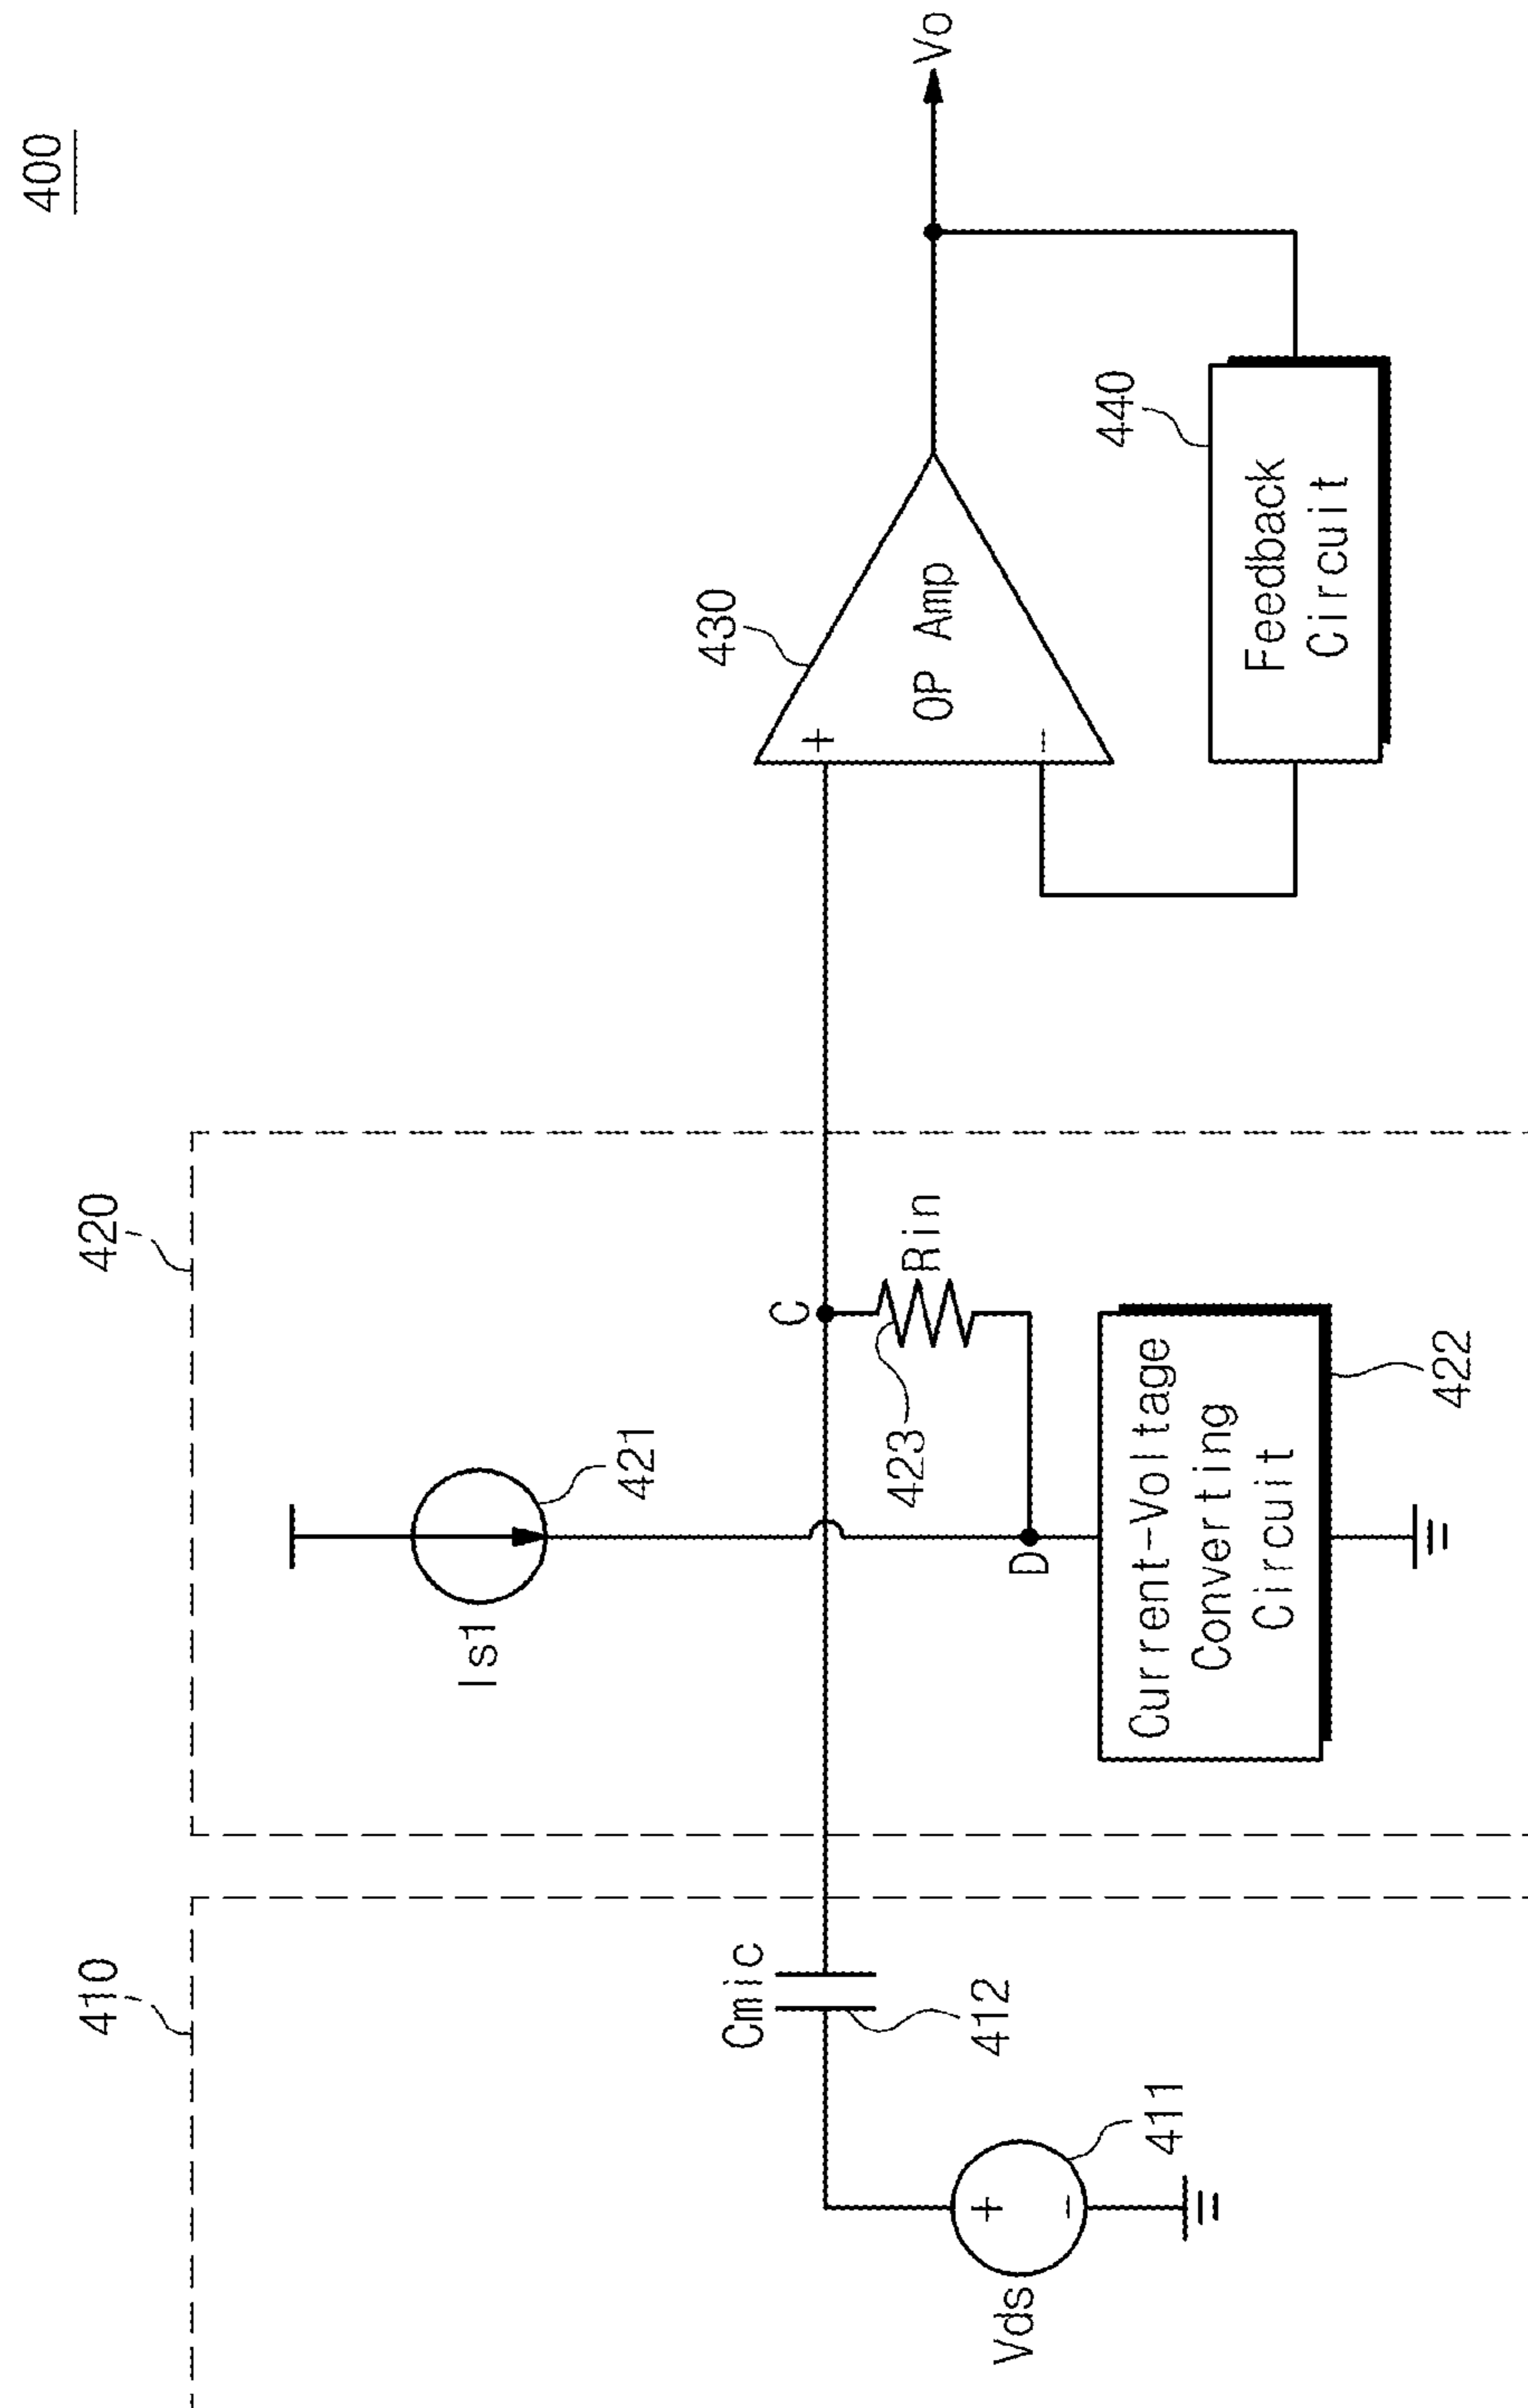 400
410
420
Is1
421
Cmic
412
C
Rin
423
D
Current-Voltage
Converting
Circuit
422
Vds
+
-
411
430
+
OP Amp
-
Vo
440
Feedback
Circuit